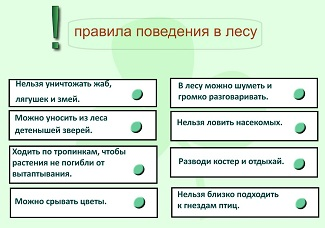 ! правила поведения в лесу
Нельзя уничтожать жаб,
лягушек и змей.
Можно уносить из леса
детенышей зверей.
Ходить по тропинкам, чтобы
растения не погибли от
вытаптывания.
Можно срывать цветы.
В лесу можно шуметь и
громко разговаривать.
Нельзя ловить насекомых.
Разводи костер и отдыхай.
Нельзя близко подходить
к гнездам птиц.